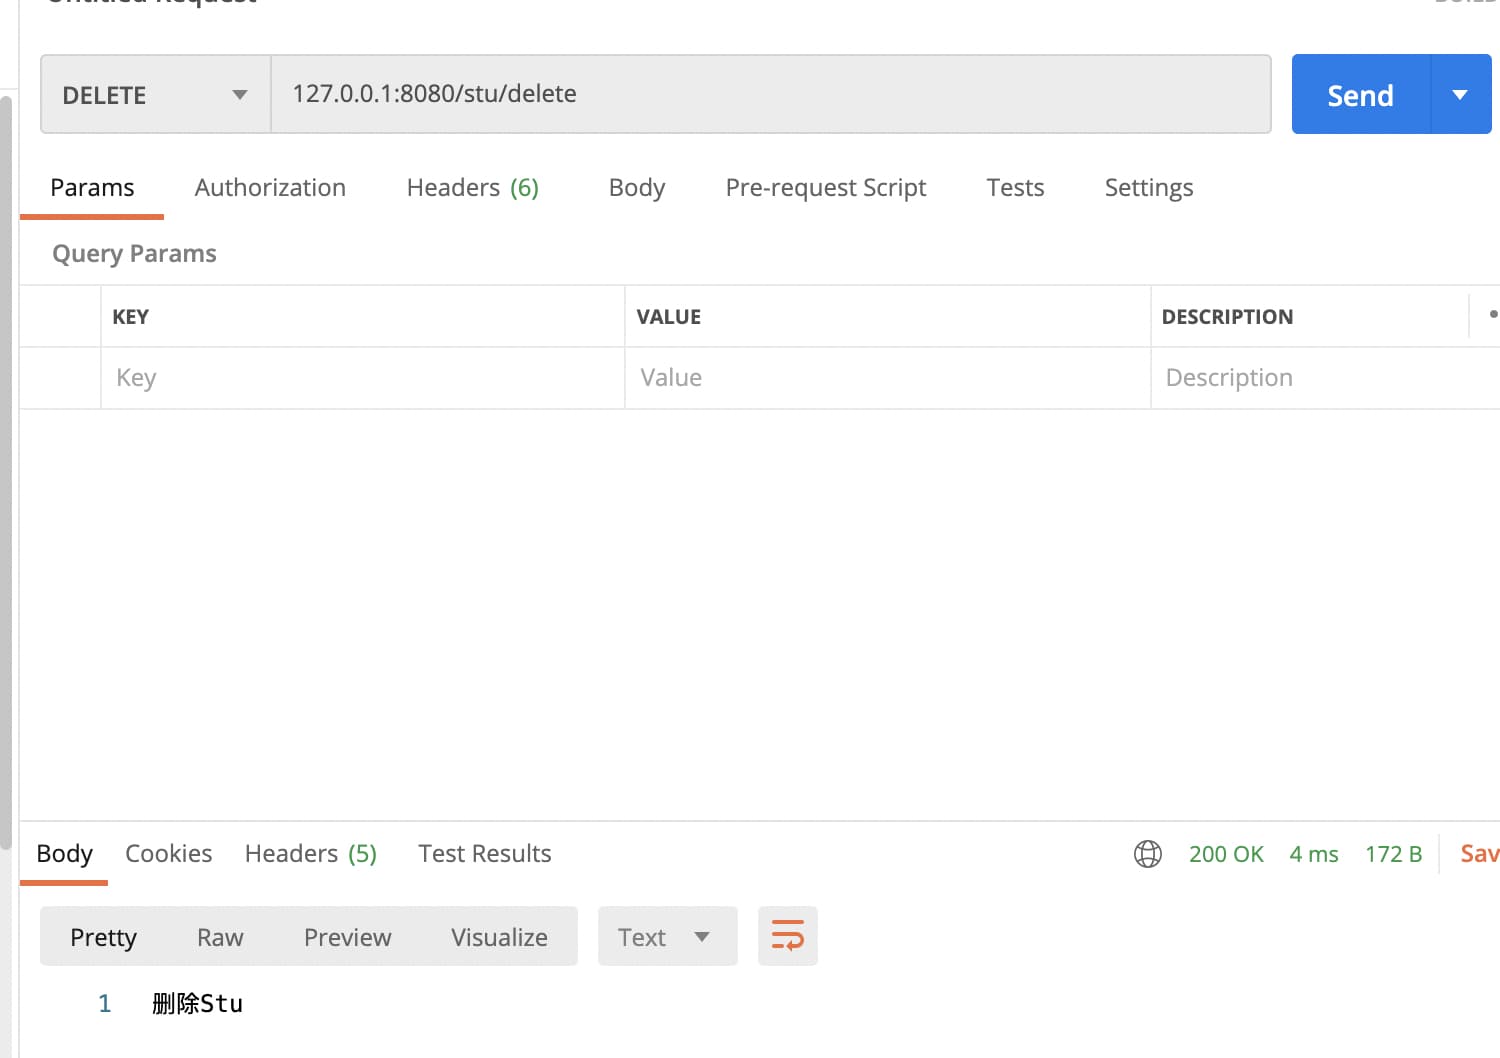 Untitled Request
DELETE 127.0.0.1:8080/stu/delete Send
Params Authorization Headers (6) Body Pre-request Script Tests Settings
Query Params
KEY VALUE DESCRIPTION
Key Value Description
Body Cookies Headers (5) Test Results 200 OK 4 ms 172 B Sav
Pretty Raw Preview Visualize Text
1 删除Stu